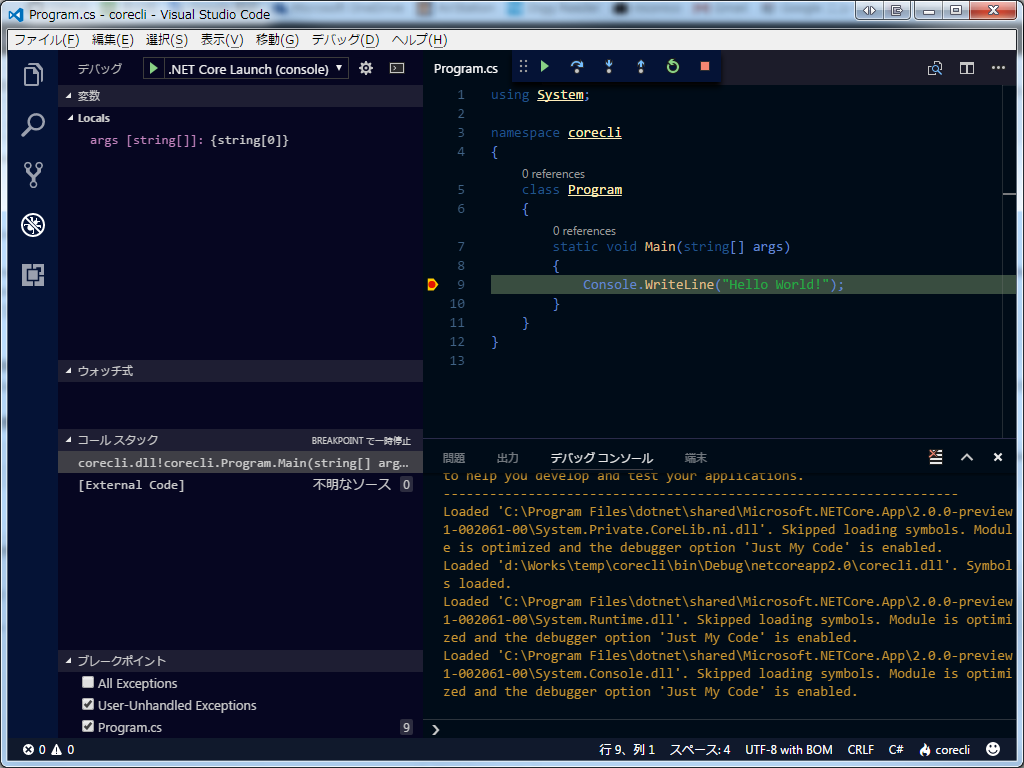 Program.cs - corecli - Visual Studio Code
ファイル(F) 編集(E) 選択(S) 表示(V) 移動(G) デバッグ(D) ヘルプ(H)
デバッグ .NET Core Launch (console)
変数
Locals
args [string[]]: {string[0]}
ウォッチ式
コール スタック BREAKPOINT で一時停止
corecli.dll!corecli.Program.Main(string[] arg...
[External Code] 不明なソース 0
ブレークポイント
All Exceptions
User-Unhandled Exceptions
Program.cs 9
Program.cs
1 using System;
2
3 namespace corecli
4 {
0 references
5 class Program
6 {
0 references
7 static void Main(string[] args)
8 {
9 Console.WriteLine("Hello World!");
10 }
11 }
12 }
13
問題 出力 デバッグ コンソール 端末
to help you develop and test your applications.
-------------------------------------------------------------------
Loaded 'C:\Program Files\dotnet\shared\Microsoft.NETCore.App\2.0.0-preview
1-002061-00\System.Private.CoreLib.ni.dll'. Skipped loading symbols. Modul
e is optimized and the debugger option 'Just My Code' is enabled.
Loaded 'd:\Works\temp\corecli\bin\Debug\netcoreapp2.0\corecli.dll'. Symbol
s loaded.
Loaded 'C:\Program Files\dotnet\shared\Microsoft.NETCore.App\2.0.0-preview
1-002061-00\System.Runtime.dll'. Skipped loading symbols. Module is optimi
zed and the debugger option 'Just My Code' is enabled.
Loaded 'C:\Program Files\dotnet\shared\Microsoft.NETCore.App\2.0.0-preview
1-002061-00\System.Console.dll'. Skipped loading symbols. Module is optimi
zed and the debugger option 'Just My Code' is enabled.
0 0 行 9、列 1 スペース: 4 UTF-8 with BOM CRLF C# corecli